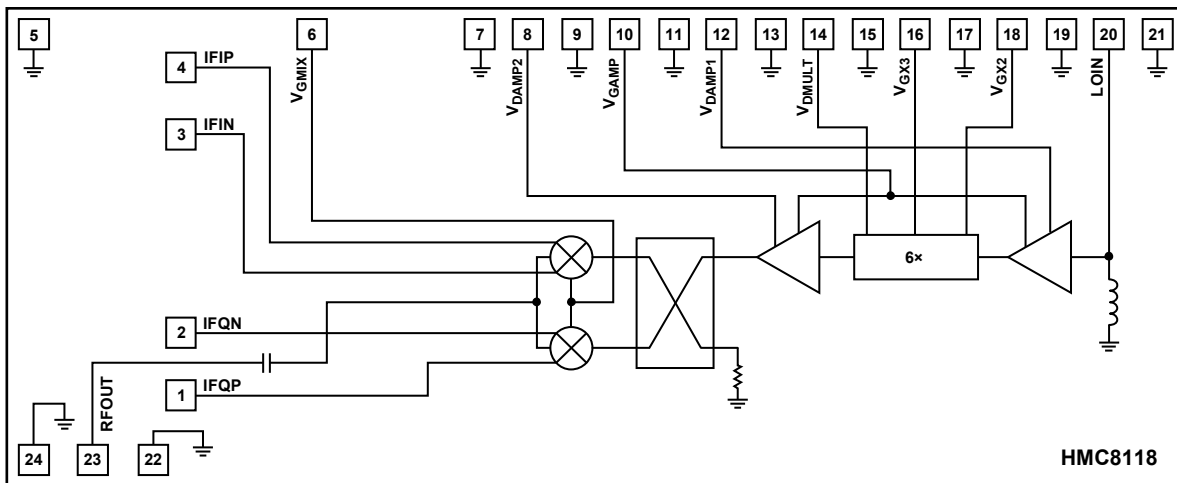 5
6
7
8
9
10
11
12
13
14
15
16
17
18
19
20
21
4
IFIP
VGMIX
VDAMP2
VGAMP
VDAMP1
VDMULT
VGX3
VGX2
LOIN
3
IFIN
6×
2
IFQN
1
IFQP
RFOUT
24
23
22
HMC8118